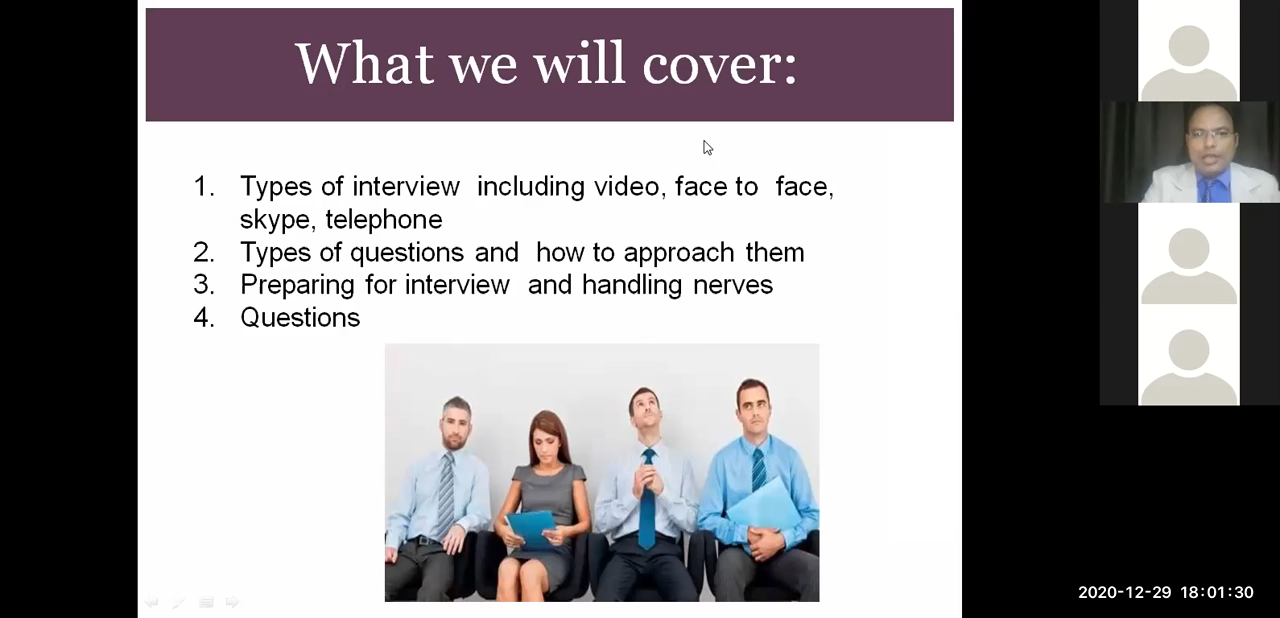 What we will cover:
1. Types of interview including video, face to face,
skype, telephone
2. Types of questions and how to approach them
3. Preparing for interview and handling nerves
4. Questions
2020-12-29 18:01:30